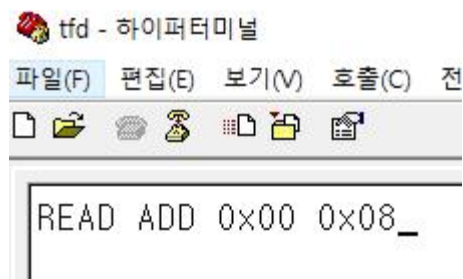 tfd - 하이퍼터미널
파일(F) 편집(E) 보기(V) 호출(C) 전
READ ADD 0x00 0x08_